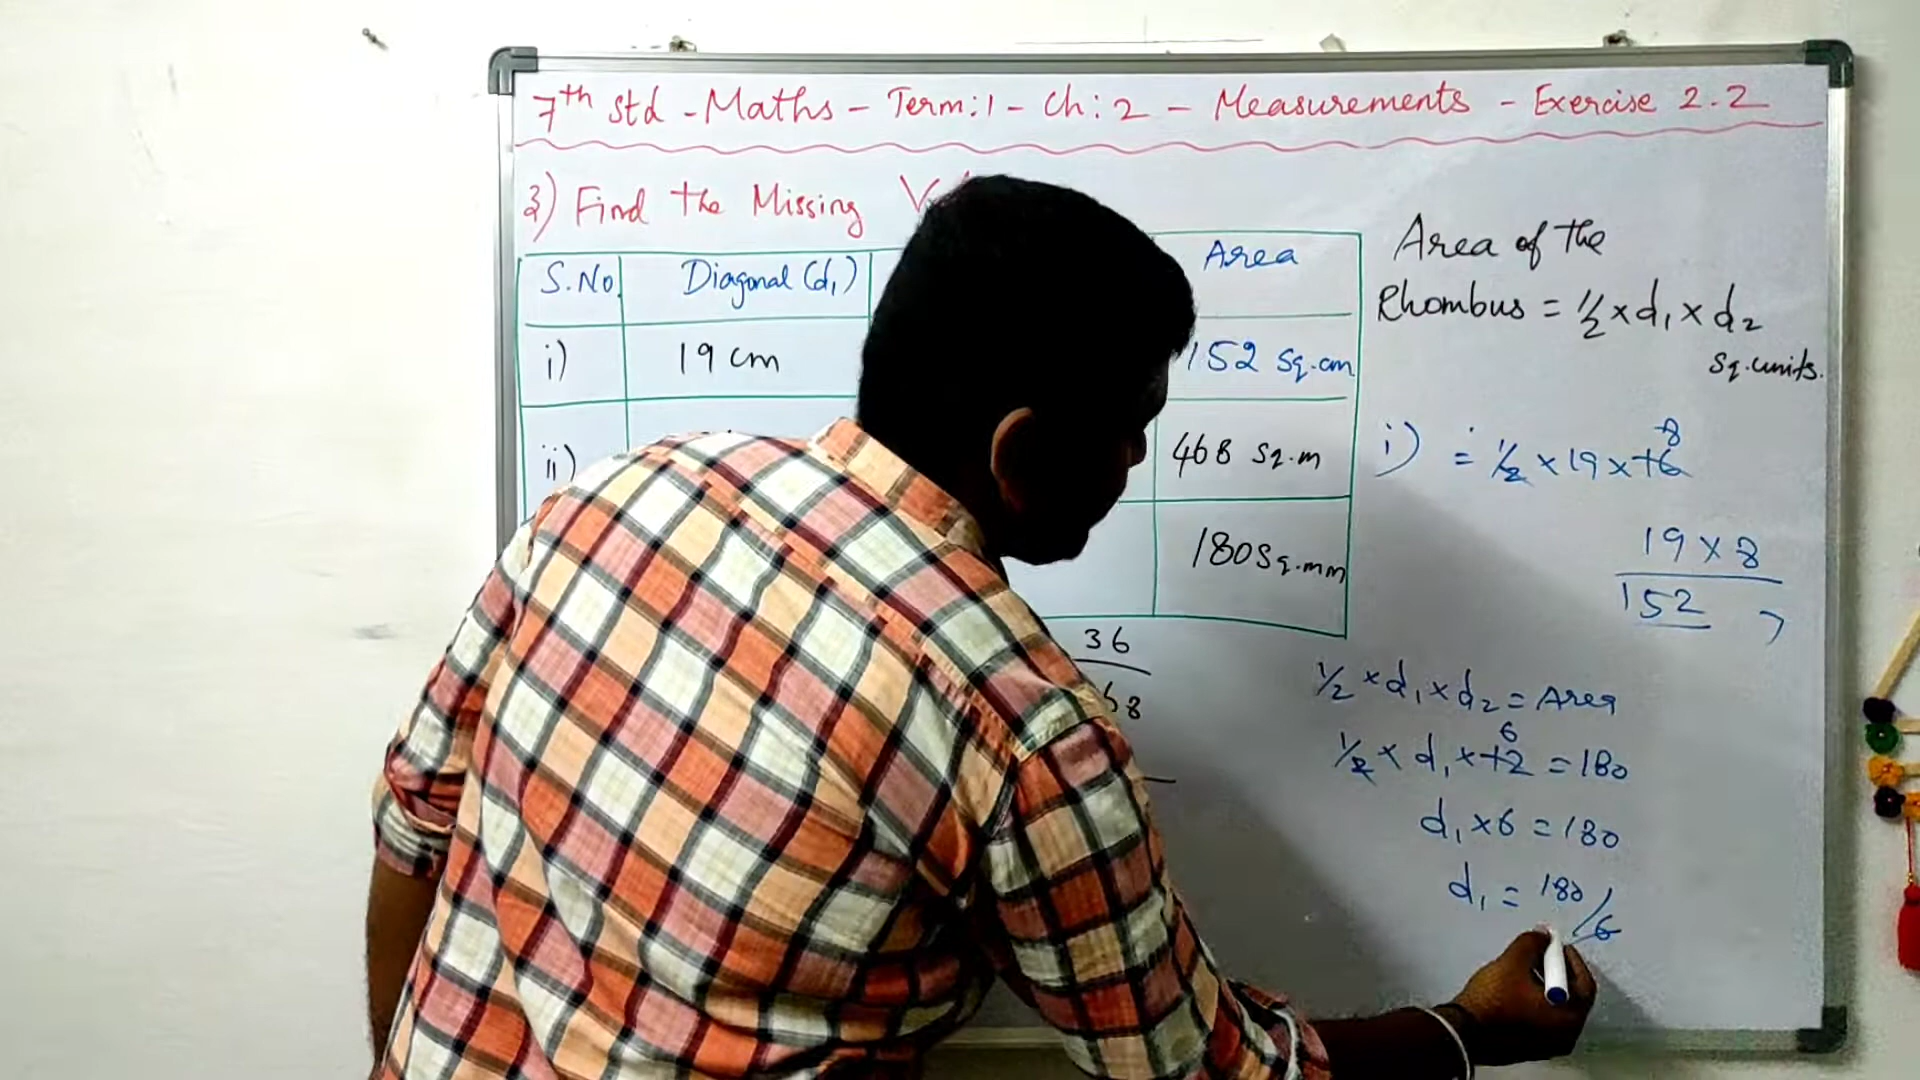 7th Std - Maths - Term:1 - Ch:2 - Measurements - Exercise 2.2
3) Find the Missing
S.No. Diagonal (d₁) Area
i) 19 cm 152 Sq.cm
ii) 468 Sq.m
180 Sq.mm
36
68
Area of the
Rhombus = 1/2 × d₁ × d₂
Sq.units.
8
i) = 1/2 × 19 × 16
19 × 8
152
1/2 × d₁ × d₂ = Area
6
1/2 × d₁ × 12 = 180
d₁ × 6 = 180
d₁ = 180/6